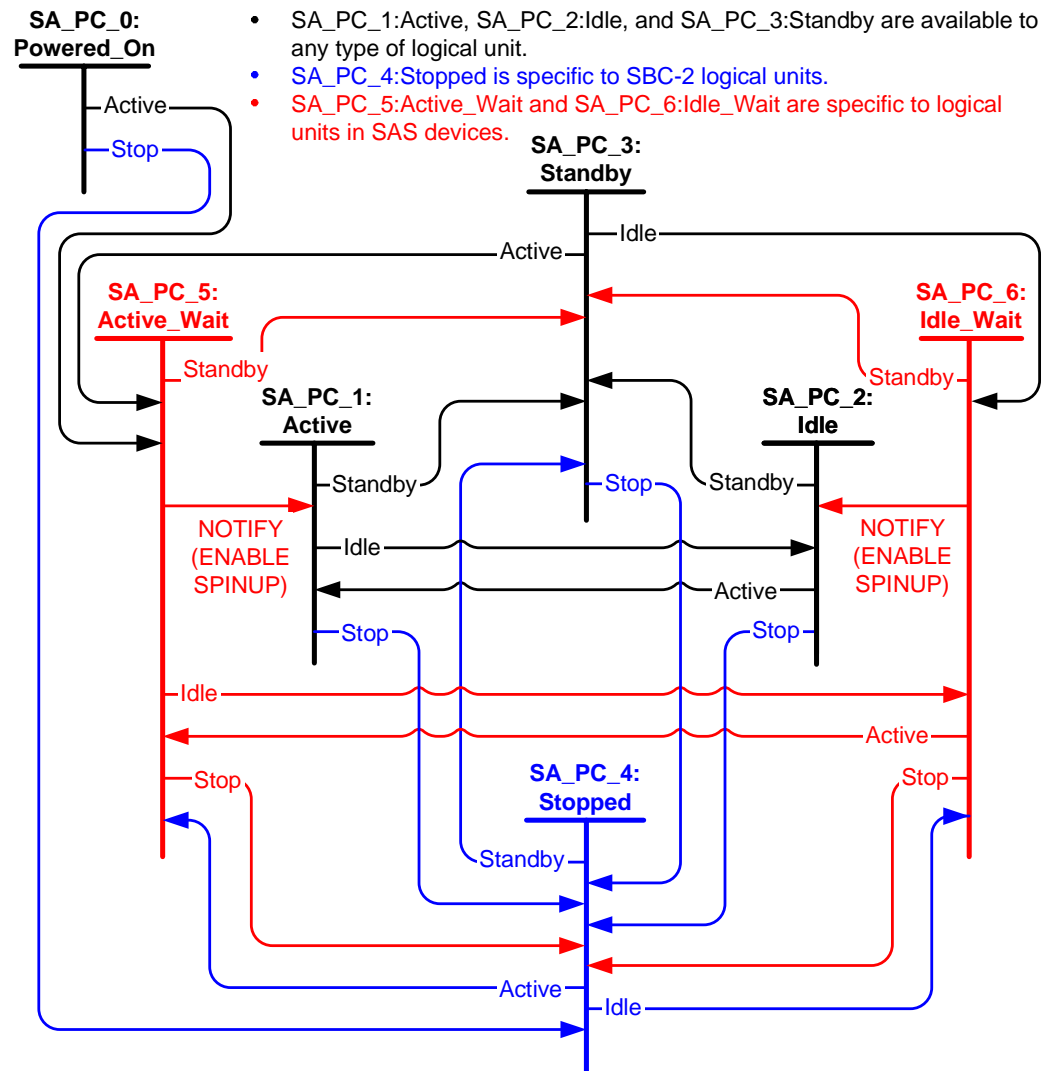 SA_PC_0:
Powered_On
• SA_PC_1:Active, SA_PC_2:Idle, and SA_PC_3:Standby are available to
any type of logical unit.
• SA_PC_4:Stopped is specific to SBC-2 logical units.
• SA_PC_5:Active_Wait and SA_PC_6:Idle_Wait are specific to logical
units in SAS devices.
Active
Stop
SA_PC_3:
Standby
Idle
Active
SA_PC_5:
Active_Wait
SA_PC_6:
Idle_Wait
Standby
Standby
SA_PC_1:
Active
SA_PC_2:
Idle
Standby
Stop
Standby
NOTIFY
(ENABLE
SPINUP)
NOTIFY
(ENABLE
SPINUP)
Idle
Active
Stop
Stop
Idle
Active
Stop
Stop
SA_PC_4:
Stopped
Standby
Active
Idle